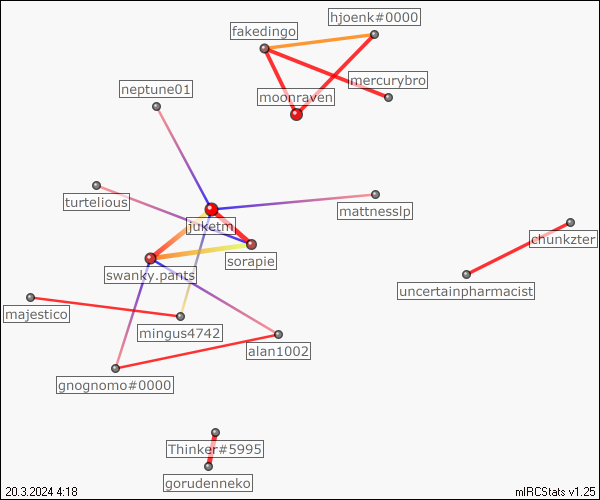 hjoenk#0000
fakedingo
mercurybro
neptune01
moonraven
turtelious
mattnesslp
juketm
chunkzter
sorapie
swanky.pants
uncertainpharmacist
majestico
mingus4742
alan1002
gnognomo#0000
Thinker#5995
gorudenneko
20.3.2024 4:18
mIRCStats v1.25